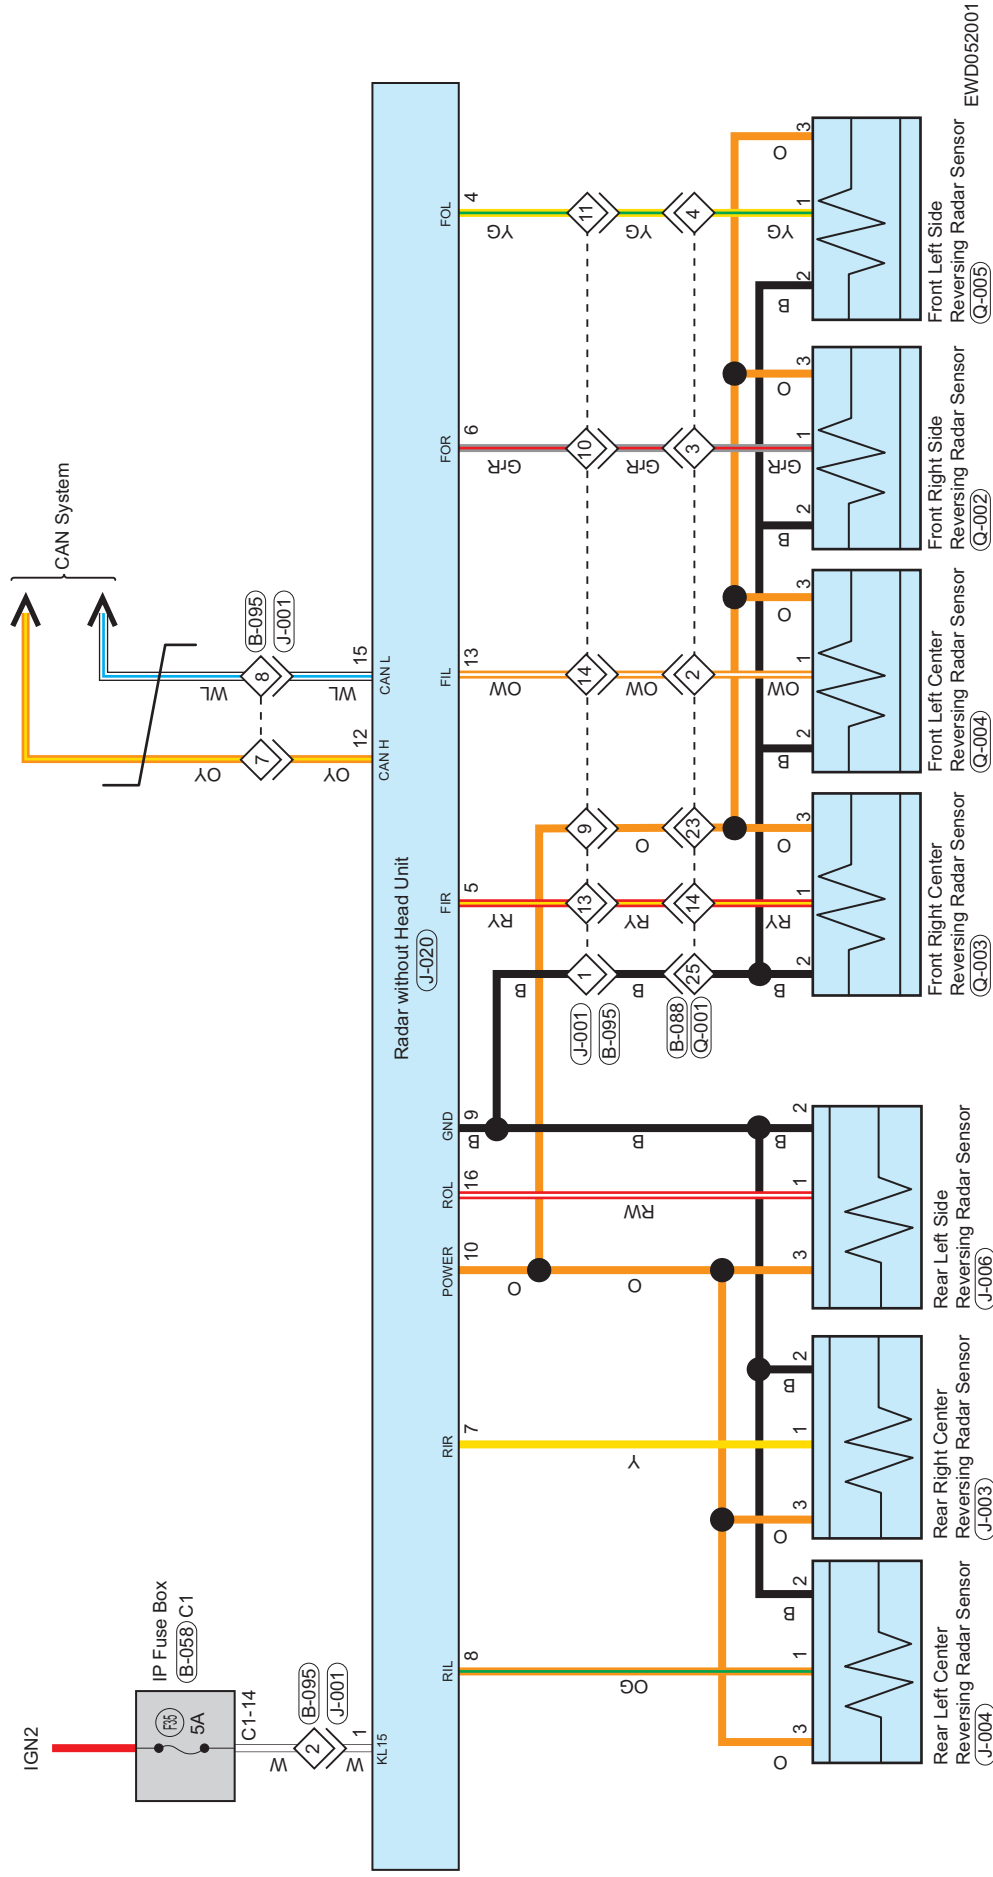 IGN2
IP Fuse Box
B-058 C1
F35
5A
C1-14
W
2
B-095
J-001
W
1
KL15
CAN System
OY
WL
7
8
B-095
J-001
OY
WL
12
15
CAN H
CAN L
Radar without Head Unit
J-020
RIL
RIR
POWER
ROL
GND
FIR
FIL
FOR
FOL
8
7
10
16
9
5
13
6
4
B
O
B
RY
OW
GrR
YG
J-001
B-095
1
13
9
14
10
11
OG
Y
O
RW
B
B
RY
O
OW
GrR
YG
B-088
Q-001
25
14
23
2
3
4
O
B
O
B
B
B
RY
O
B
OW
O
B
GrR
O
B
YG
O
3
1
2
3
1
2
3
1
2
2
1
3
2
1
3
2
1
3
2
1
3
Rear Left Center
Reversing Radar Sensor
J-004
Rear Right Center
Reversing Radar Sensor
J-003
Rear Left Side
Reversing Radar Sensor
J-006
Front Right Center
Reversing Radar Sensor
Q-003
Front Left Center
Reversing Radar Sensor
Q-004
Front Right Side
Reversing Radar Sensor
Q-002
Front Left Side
Reversing Radar Sensor
Q-005
EWD052001